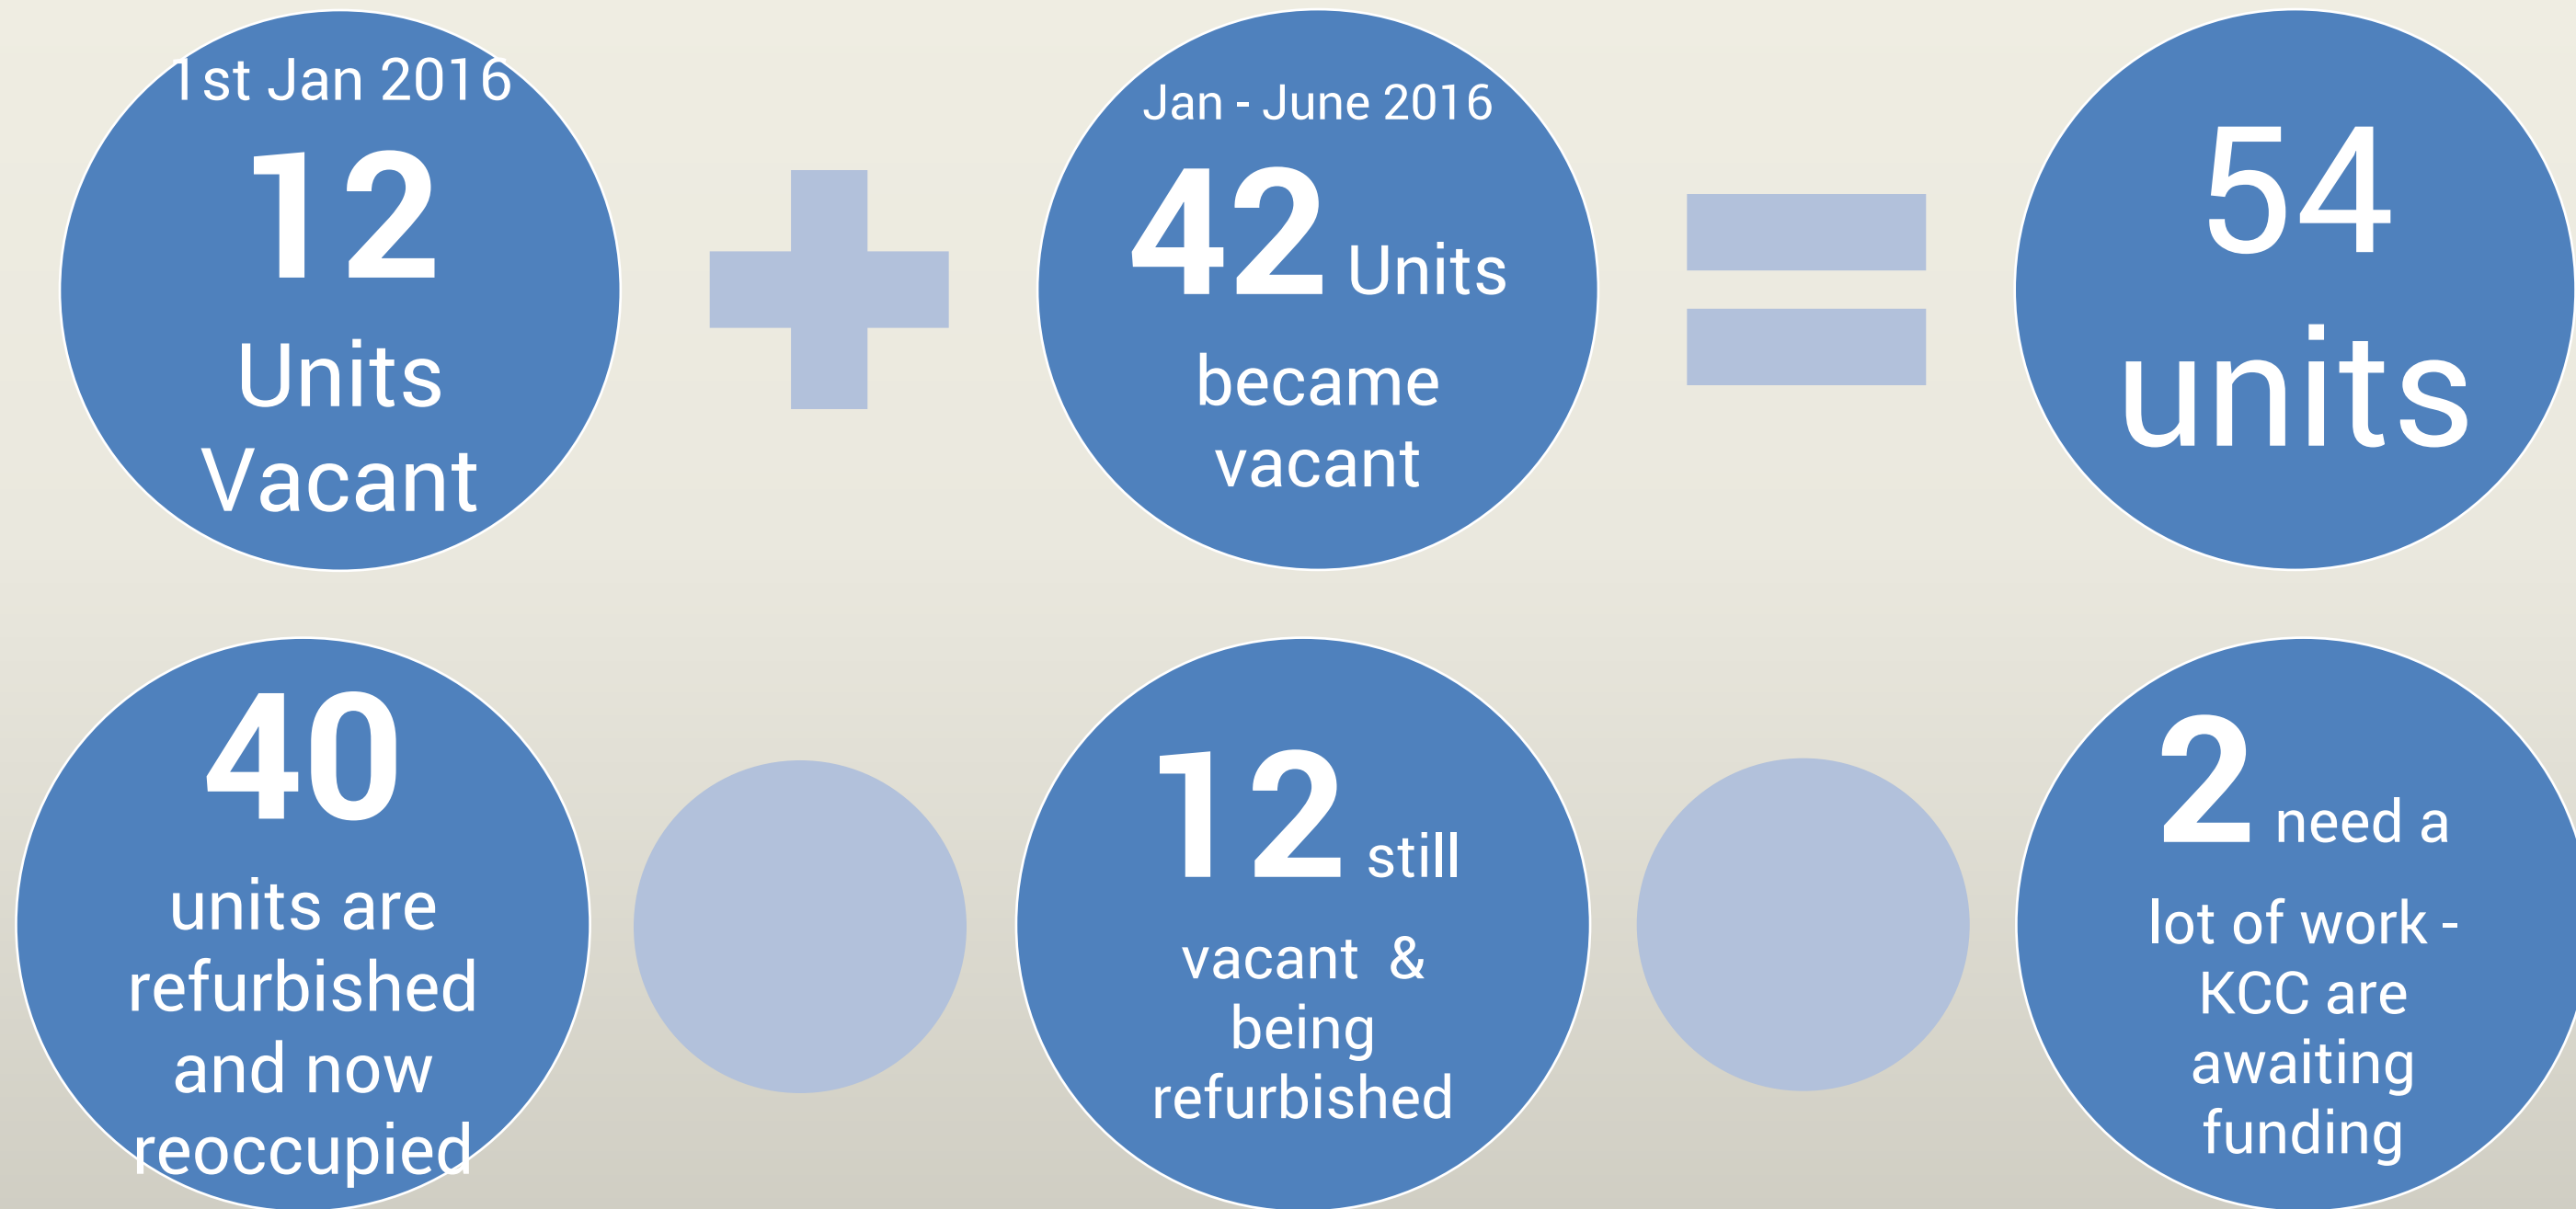 1st Jan 2016
12
Units
Vacant
Jan - June 2016
42 Units
became
vacant
54
units
40
units are
refurbished
and now
reoccupied
12 still
vacant & 
being
refurbished
2 need a
lot of work -
KCC are
awaiting
funding